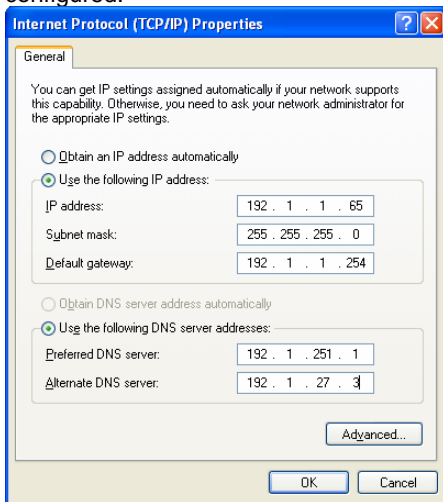 configured.
Internet Protocol (TCP/IP) Properties
General
You can get IP settings assigned automatically if your network supports
this capability. Otherwise, you need to ask your network administrator for
the appropriate IP settings.
Obtain an IP address automatically
Use the following IP address:
IP address: 192 . 1 . 1 . 65
Subnet mask: 255 . 255 . 255 . 0
Default gateway: 192 . 1 . 1 . 254
Obtain DNS server address automatically
Use the following DNS server addresses:
Preferred DNS server: 192 . 1 . 251 . 1
Alternate DNS server: 192 . 1 . 27 . 3
Advanced...
OK Cancel